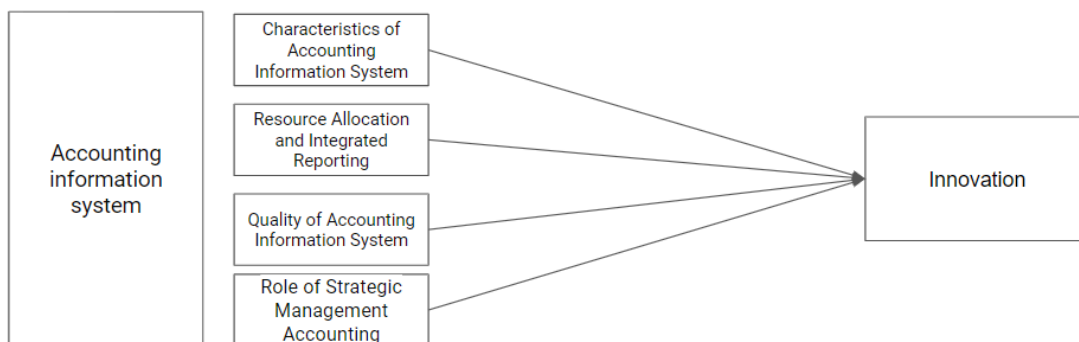 Accounting
information
system
Characteristics of
Accounting
Information System
Resource Allocation
and Integrated
Reporting
Quality of Accounting
Information System
Role of Strategic
Management
Accounting
Innovation